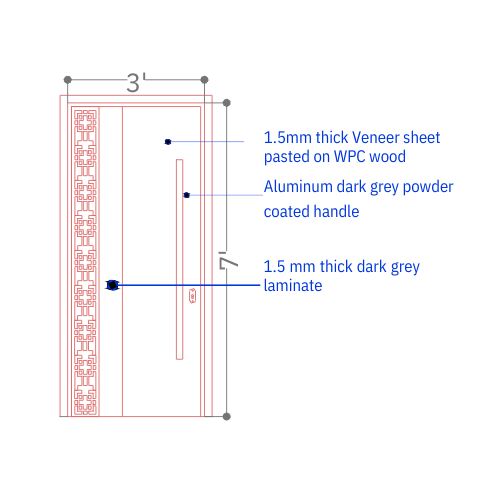 3'
1.5mm thick Veneer sheet
pasted on WPC wood
Aluminum dark grey powder
coated handle
7'
1.5 mm thick dark grey
laminate